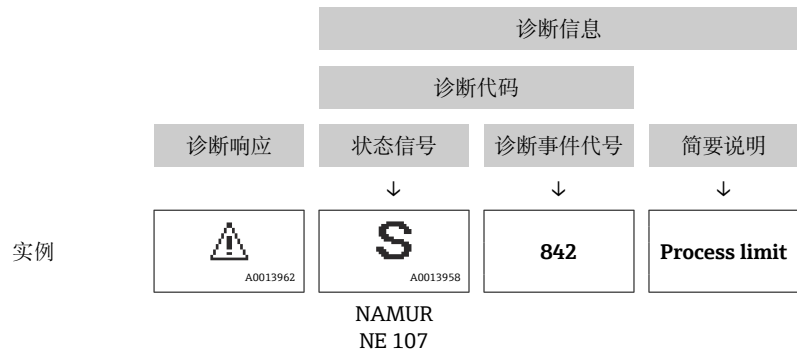 诊断信息
诊断代码
诊断响应 状态信号 诊断事件代号 简要说明
↓ ↓ ↓
实例 S 842 Process limit
A0013962 A0013958
NAMUR
NE 107